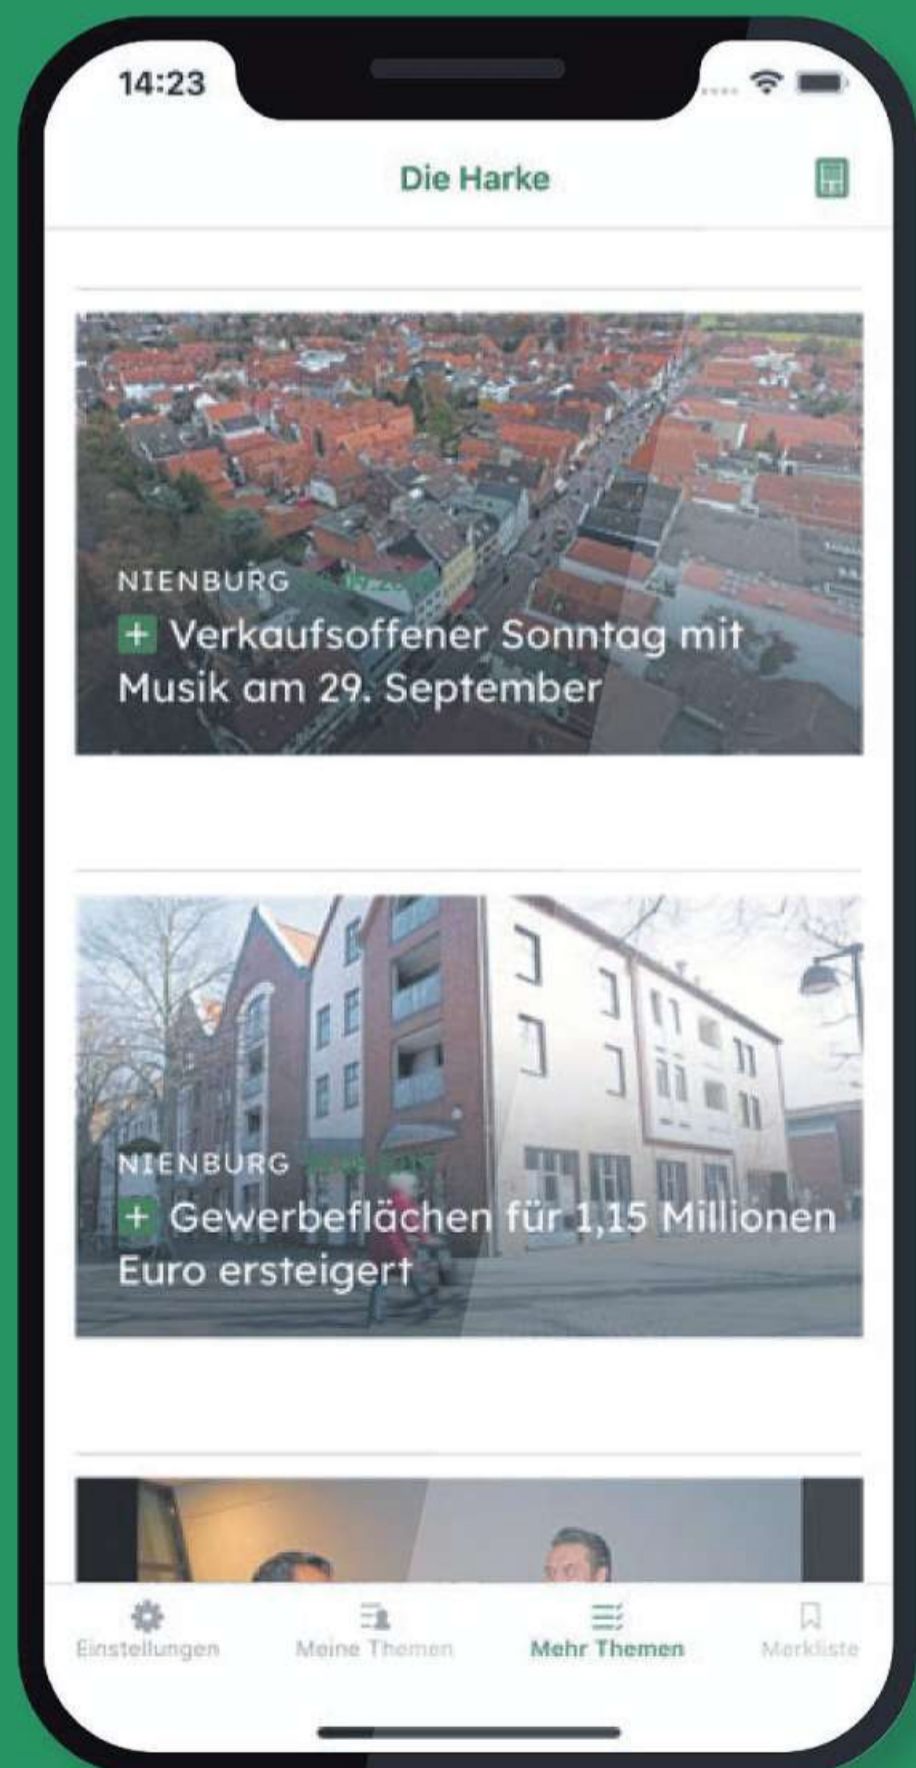 14:23
Die Harke
NIENBURG
+ Verkaufsoffener Sonntag mit
Musik am 29. September
NIENBURG
+ Gewerbeflächen für 1,15 Millionen
Euro ersteigert
Einstellungen
Meine Themen
Mehr Themen
Merkliste